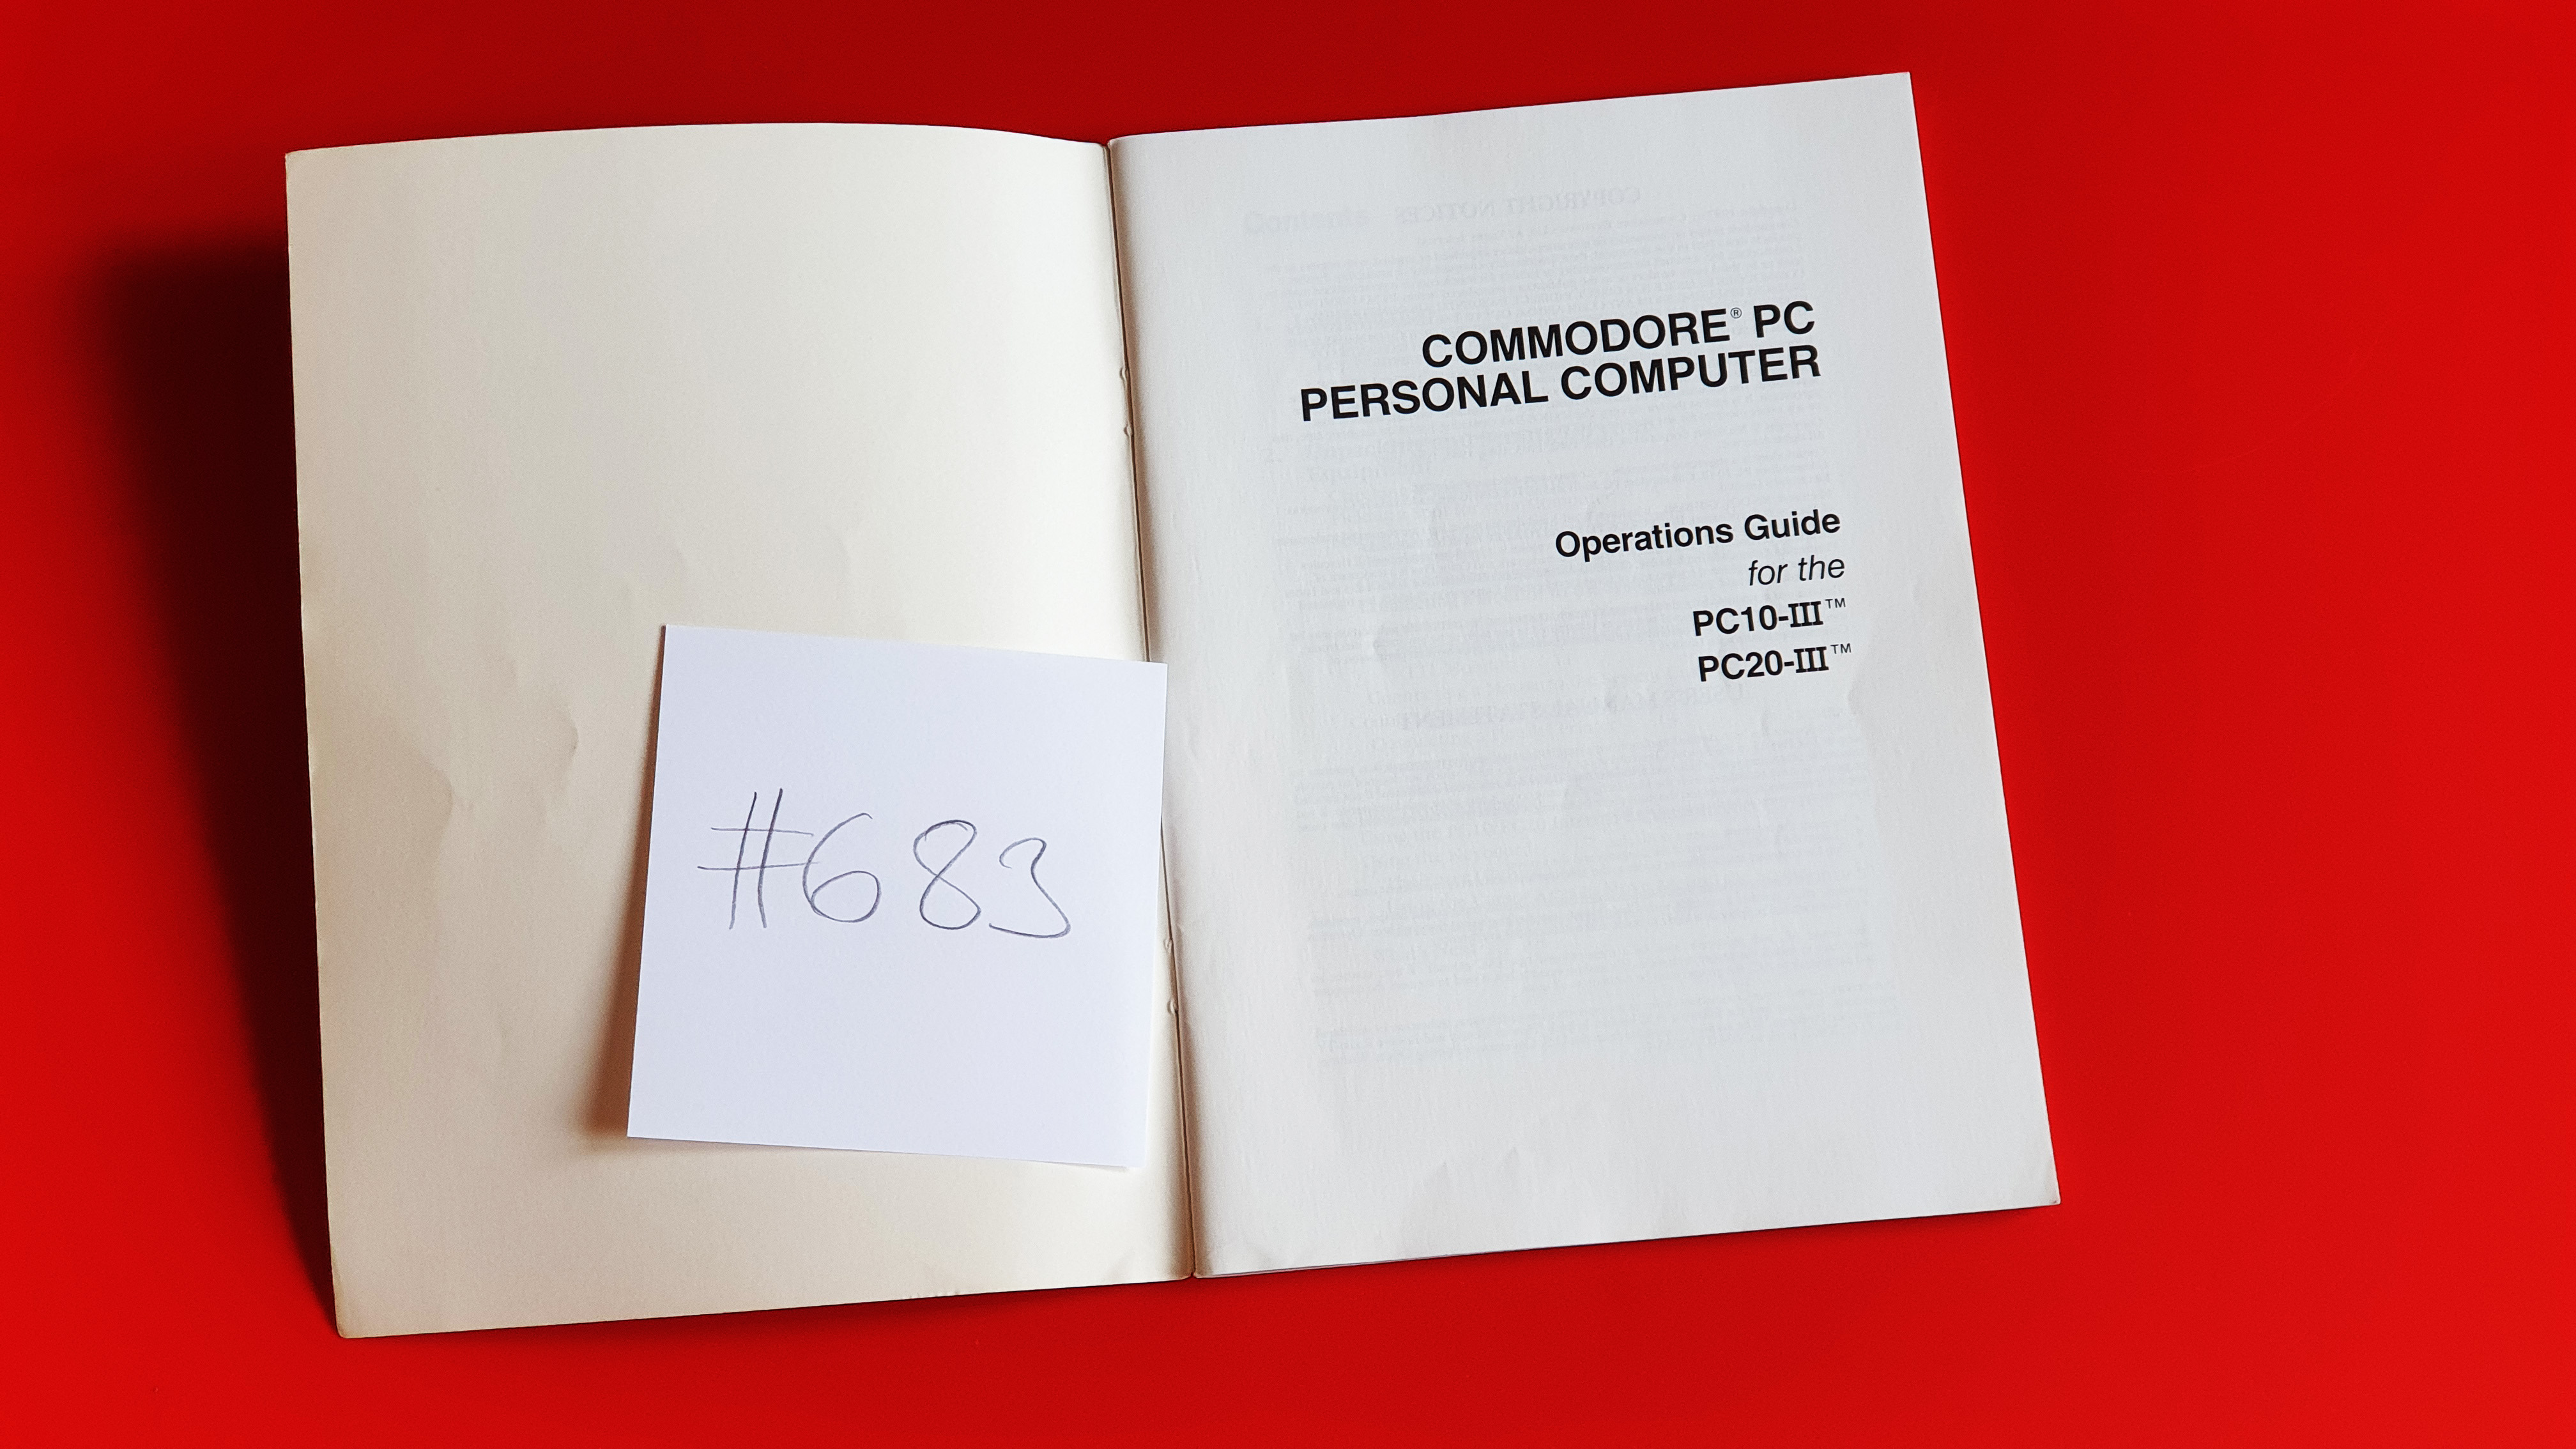 #683
COMMODORE® PC
PERSONAL COMPUTER
Operations Guide
for the
PC10-III™
PC20-III™